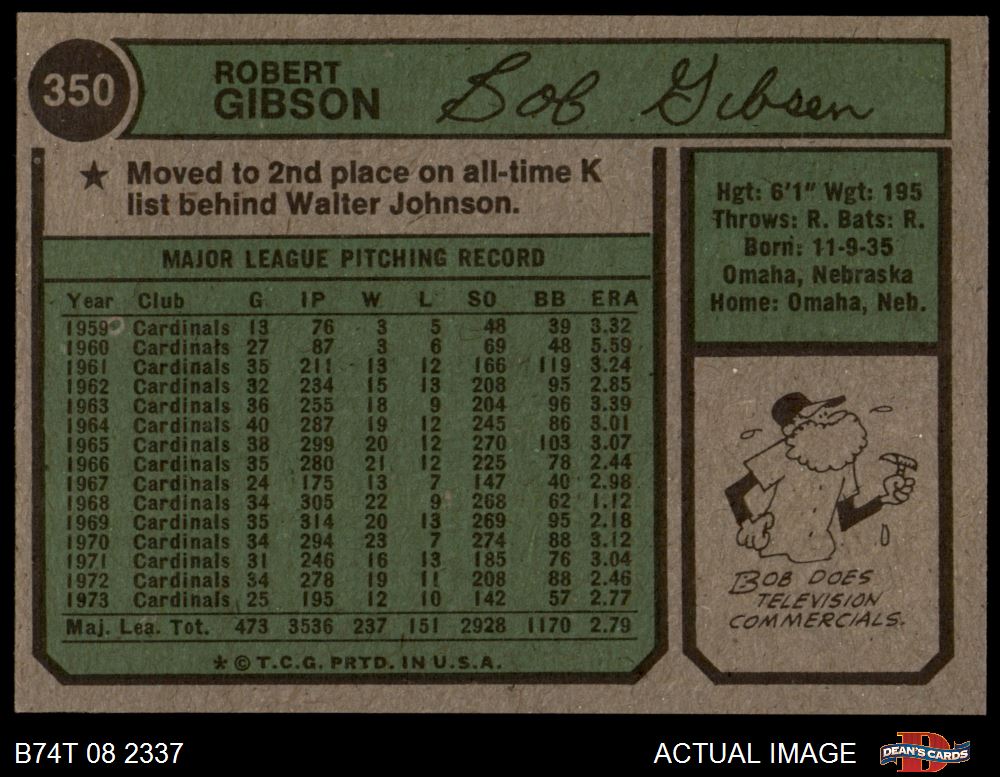 350
ROBERT
GIBSON
Bob Gibson
★ Moved to 2nd place on all-time K
list behind Walter Johnson.
MAJOR LEAGUE PITCHING RECORD
Year Club G IP W L SO BB ERA
1959 Cardinals 13 76 3 5 48 39 3.32
1960 Cardinals 27 87 3 6 69 48 5.59
1961 Cardinals 35 211 13 12 166 119 3.24
1962 Cardinals 32 234 15 13 208 95 2.85
1963 Cardinals 36 255 18 9 204 96 3.39
1964 Cardinals 40 287 19 12 245 86 3.01
1965 Cardinals 38 299 20 12 270 103 3.07
1966 Cardinals 35 280 21 12 225 78 2.44
1967 Cardinals 24 175 13 7 147 40 2.98
1968 Cardinals 34 305 22 9 268 62 1.12
1969 Cardinals 35 314 20 13 269 95 2.18
1970 Cardinals 34 294 23 7 274 88 3.12
1971 Cardinals 31 246 16 13 185 76 3.04
1972 Cardinals 34 278 19 11 208 88 2.46
1973 Cardinals 25 195 12 10 142 57 2.77
Maj. Lea. Tot. 473 3536 237 151 2928 1170 2.79
★ © T.C.G. PRTD. IN U.S.A.
Hgt: 6'1" Wgt: 195
Throws: R. Bats: R.
Born: 11-9-35
Omaha, Nebraska
Home: Omaha, Neb.
BOB DOES
TELEVISION
COMMERCIALS.
B74T 08 2337
ACTUAL IMAGE
DEAN'S CARDS